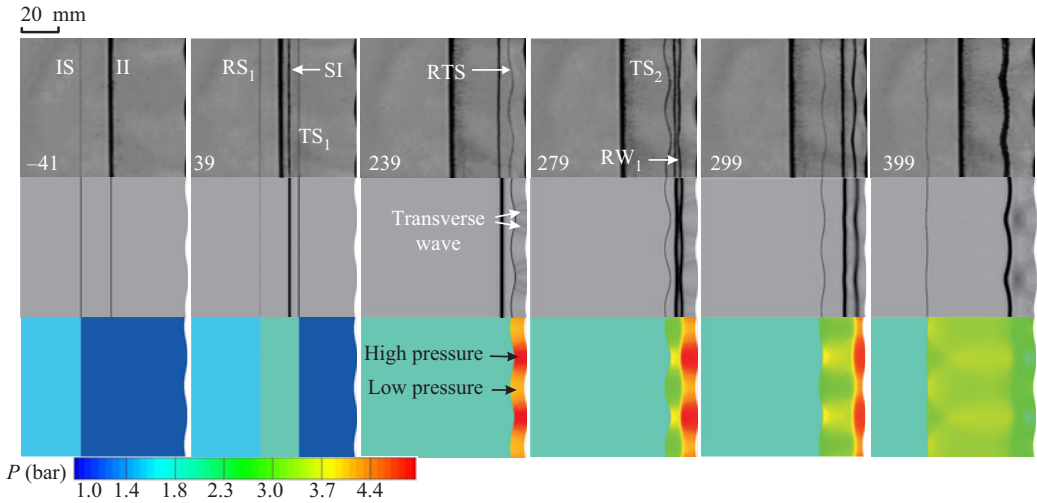 20 mm
IS II RS1 SI RTS TS2
TS1
RW1
–41 39 239 279 299 399
Transverse
wave
High pressure
Low pressure
P (bar)
1.0 1.4 1.8 2.3 3.0 3.7 4.4